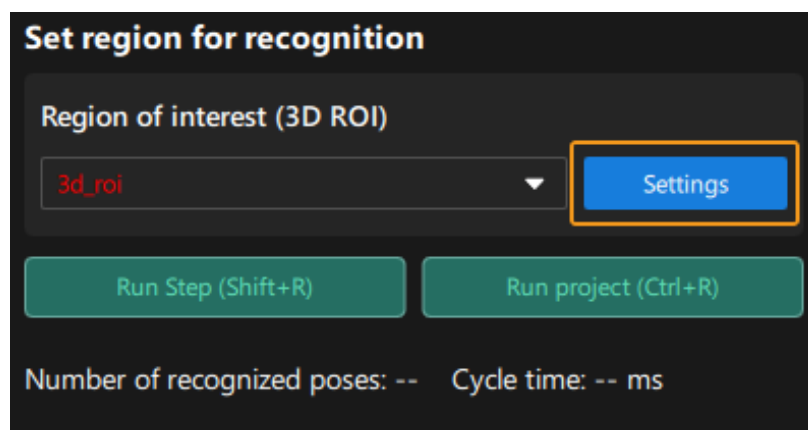 Set region for recognition
Region of interest (3D ROI)
3d_roi Settings
Run Step (Shift+R) Run project (Ctrl+R)
Number of recognized poses: -- Cycle time: -- ms